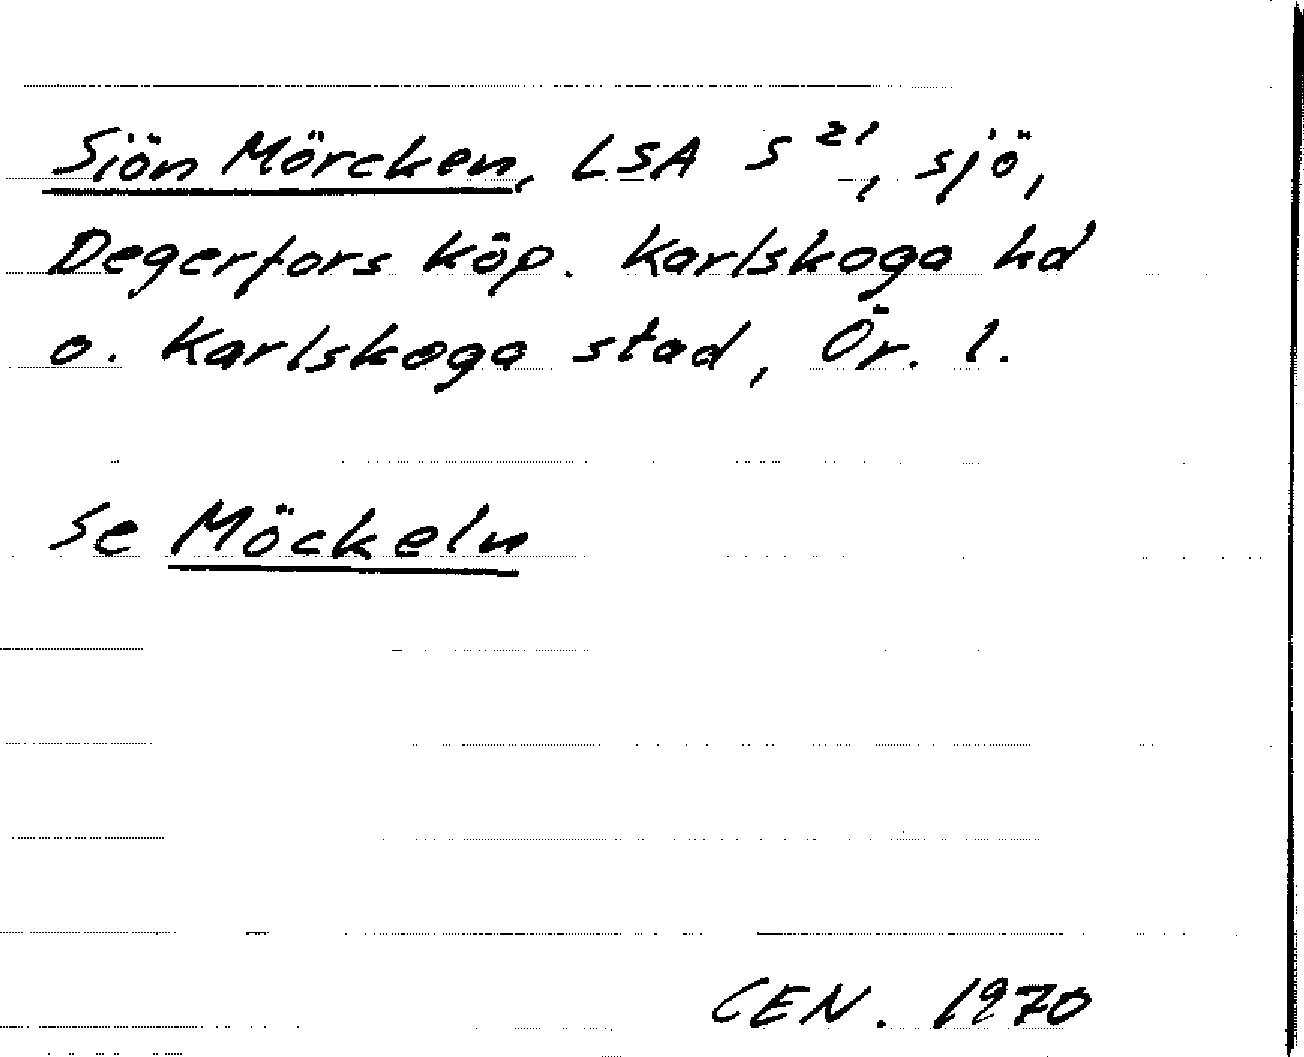 Siön Mörcken, LSA S 21, sjö,
Degerfors köp. Karlskoga hd
o. Karlskoga stad, Ör. l.
Se Möckeln
CEN. 1970